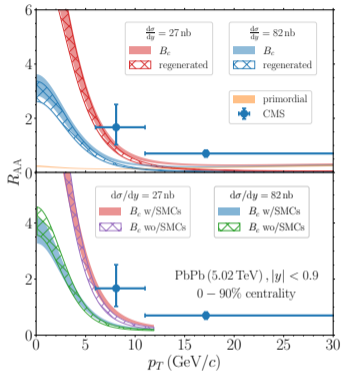 6
4
2
0
dσ/dy = 27 nb
B_c
regenerated
dσ/dy = 82 nb
B_c
regenerated
primordial
CMS
R_AA
4
2
0
dσ/dy = 27 nb
B_c w/SMCs
B_c wo/SMCs
dσ/dy = 82 nb
B_c w/SMCs
B_c wo/SMCs
PbPb (5.02 TeV) , |y| < 0.9
0 − 90% centrality
0 5 10 15 20 25 30
p_T (GeV/c)